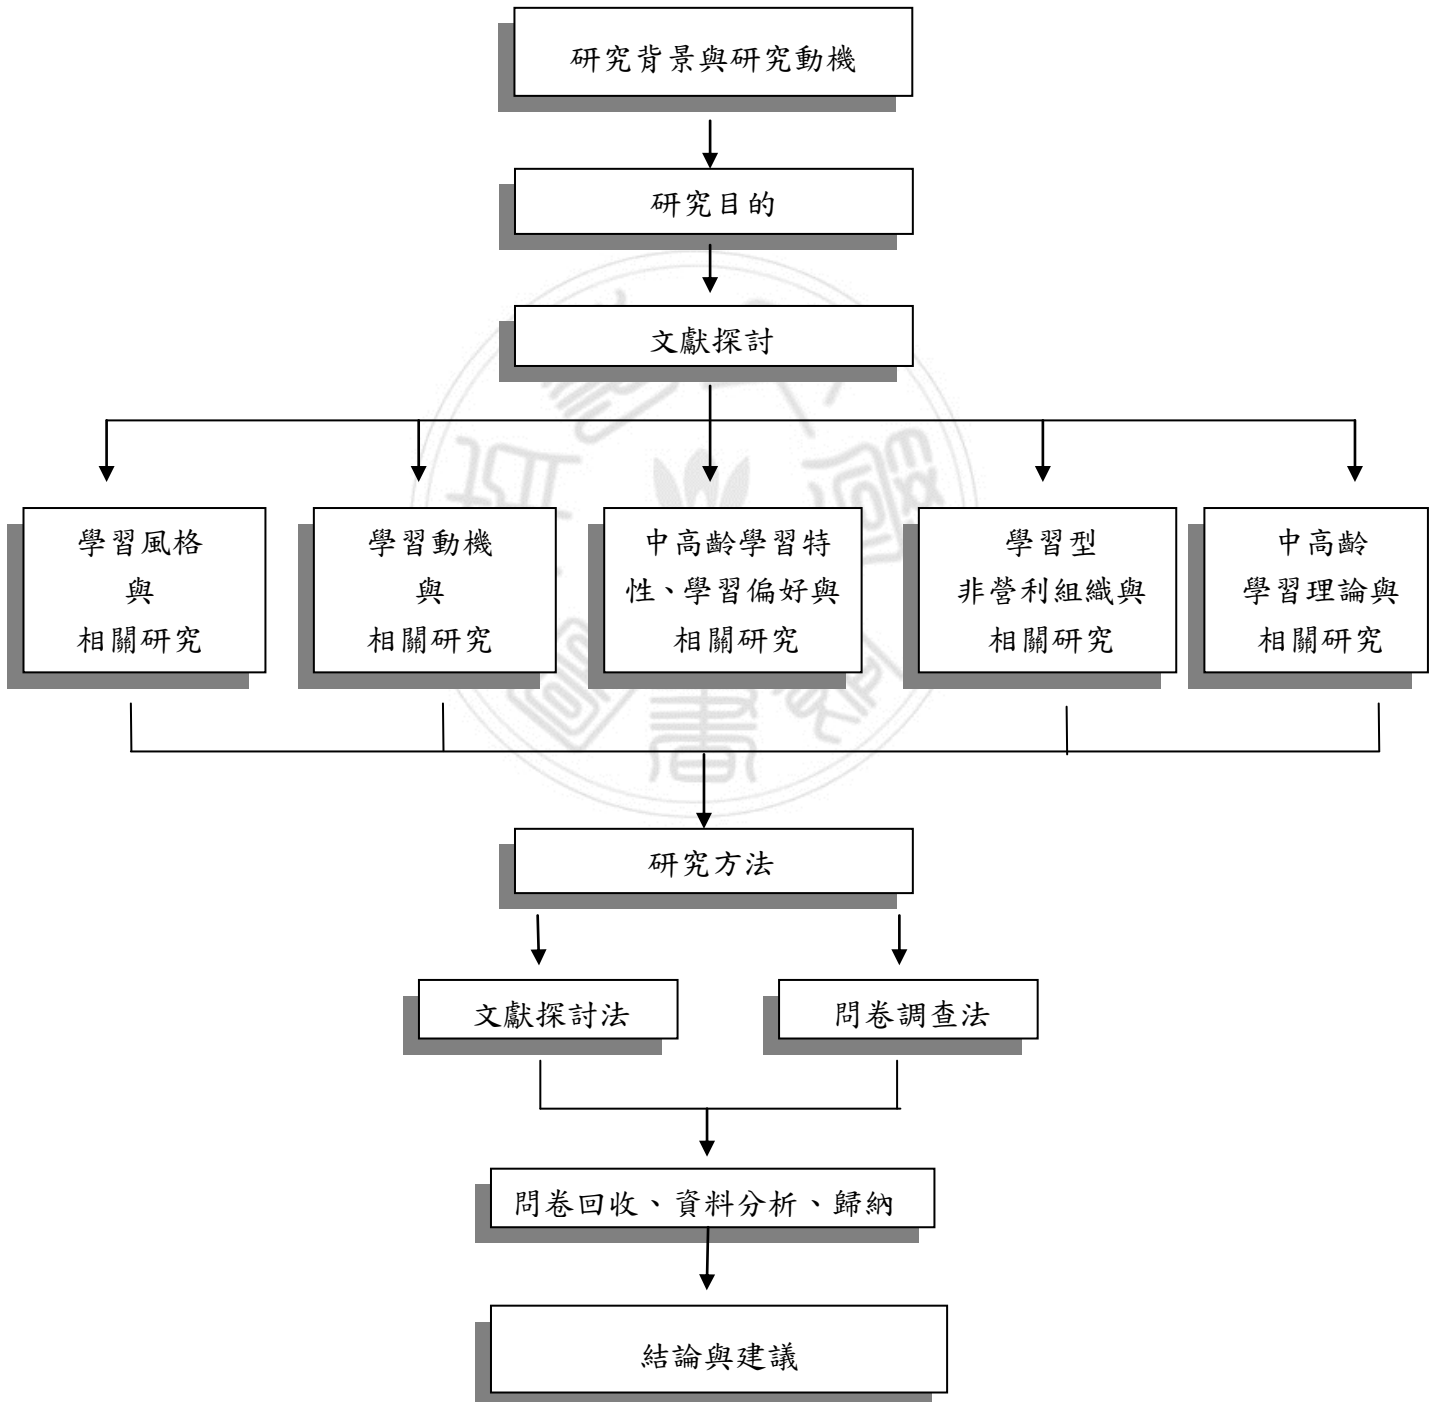 研究背景與研究動機
研究目的
文獻探討
學習風格
與
相關研究
學習動機
與
相關研究
中高齡學習特
性、學習偏好與
相關研究
學習型
非營利組織與
相關研究
中高齡
學習理論與
相關研究
研究方法
文獻探討法
問卷調查法
問卷回收、資料分析、歸納
結論與建議